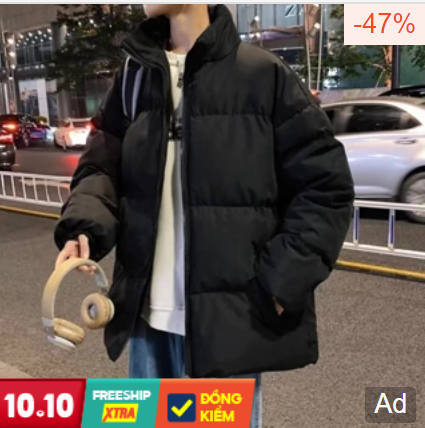 -47%
10.10
FREESHIP
XTRA
ĐỒNG
KIỂM
Ad